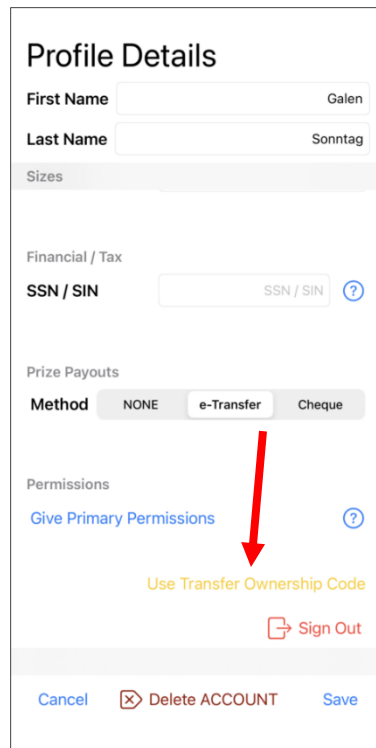 Profile Details
First Name Galen
Last Name Sonntag
Sizes
Financial / Tax
SSN / SIN SSN / SIN ?
Prize Payouts
Method NONE e-Transfer Cheque
Permissions
Give Primary Permissions ?
Use Transfer Ownership Code
Sign Out
Cancel Delete ACCOUNT Save